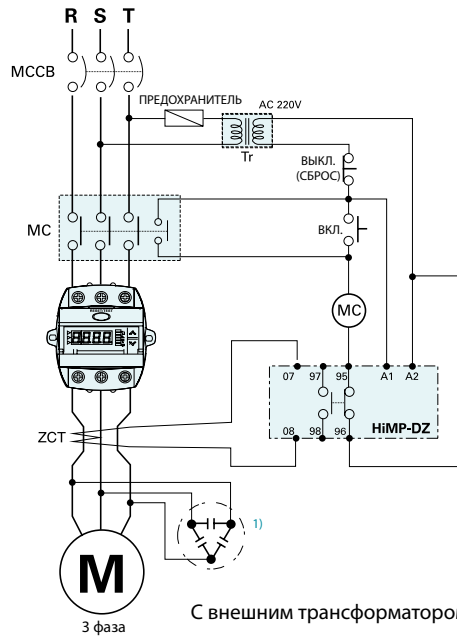 R S T
MCCB
ПРЕДОХРАНИТЕЛЬ
AC 220V
Tr
ВЫКЛ.
(СБРОС)
MC
ВКЛ.
MC
07 97 95 A1 A2
08 98 96 HiMP-DZ
ZCT
1)
M
3 фаза
С внешним трансформатором